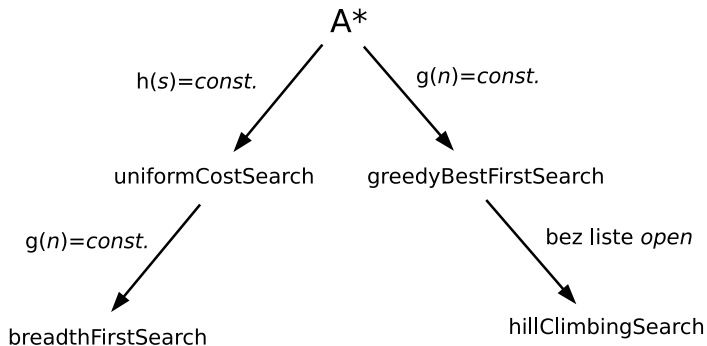 A*
h(s)=const.
g(n)=const.
uniformCostSearch
greedyBestFirstSearch
g(n)=const.
bez liste open
breadthFirstSearch
hillClimbingSearch